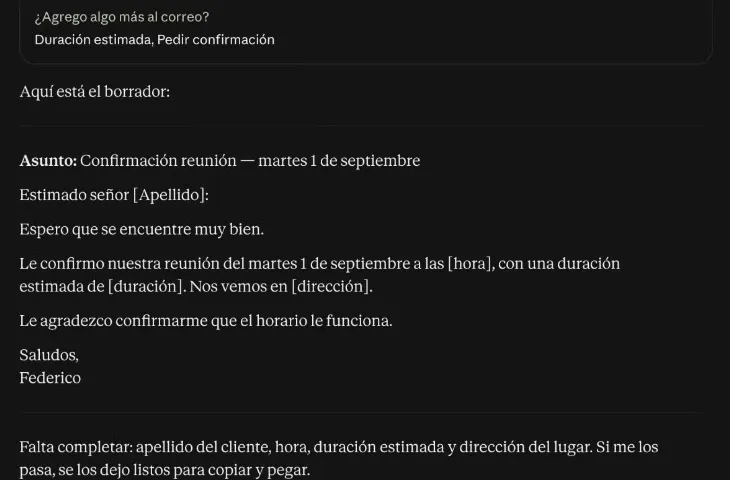 ¿Agrego algo más al correo?
Duración estimada, Pedir confirmación
Aquí está el borrador:
Asunto: Confirmación reunión — martes 1 de septiembre
Estimado señor [Apellido]:
Espero que se encuentre muy bien.
Le confirmo nuestra reunión del martes 1 de septiembre a las [hora], con una duración
estimada de [duración]. Nos vemos en [dirección].
Le agradezco confirmarme que el horario le funciona.
Saludos,
Federico
Falta completar: apellido del cliente, hora, duración estimada y dirección del lugar. Si me los
pasa, se los dejo listos para copiar y pegar.